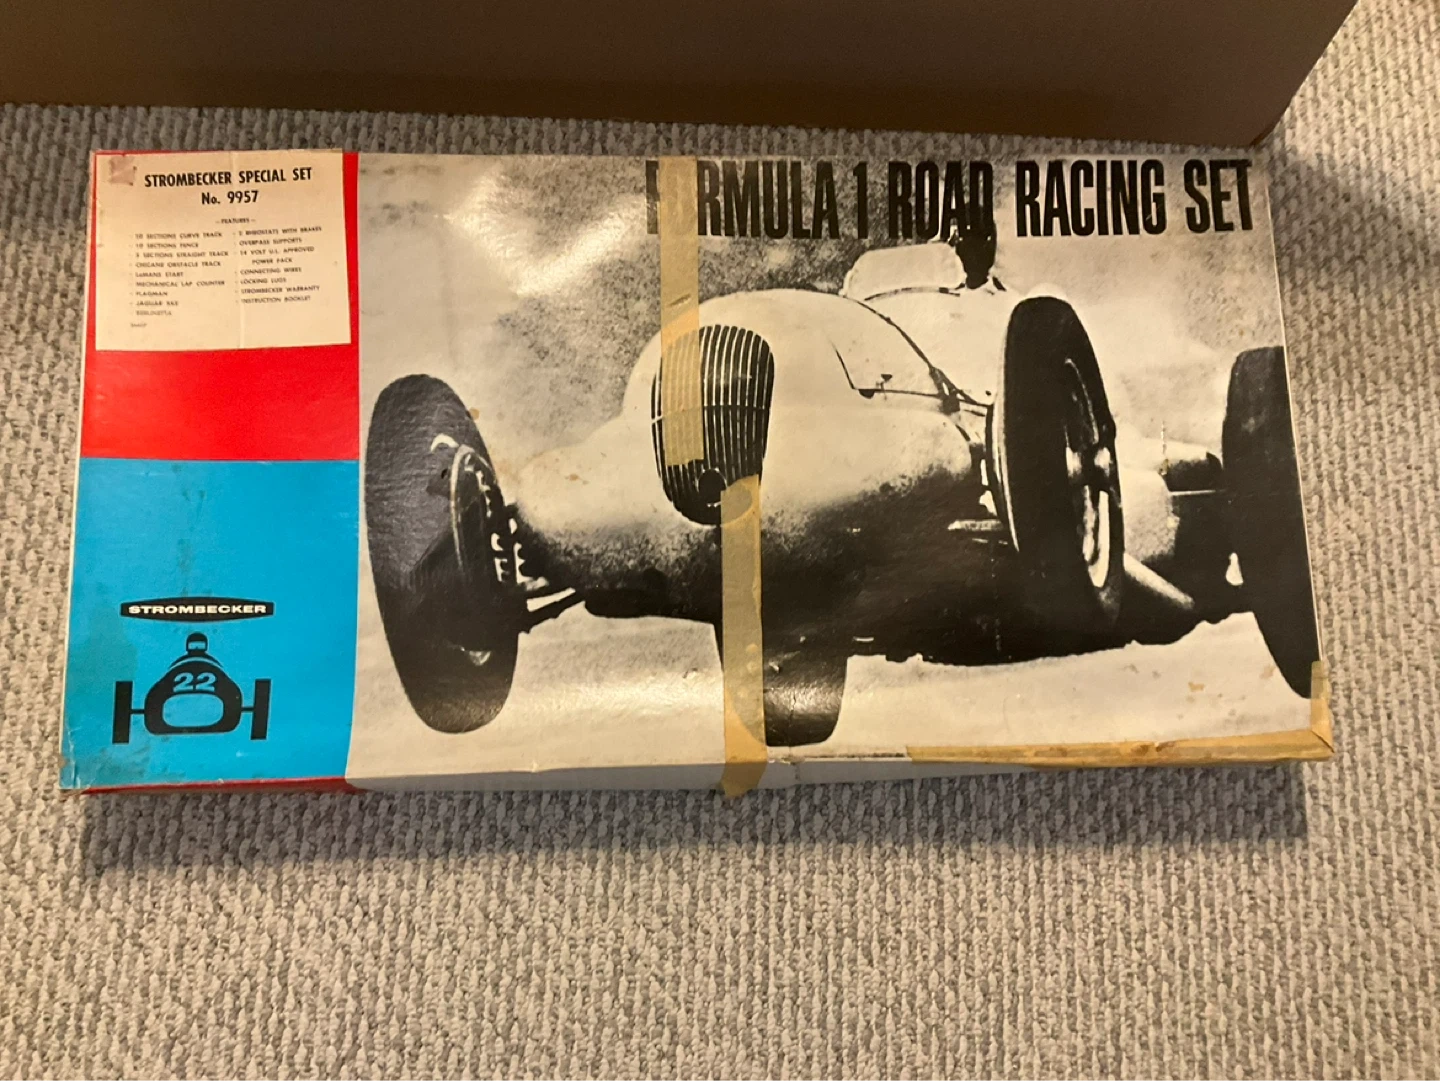 STROMBECKER SPECIAL SET
No. 9957
—FEATURES—
10 SECTIONS CURVE TRACK
10 SECTIONS FENCE
3 SECTIONS STRAIGHT TRACK
CHICANE OBSTACLE TRACK
LeMANS START
MECHANICAL LAP COUNTER
FLAGMAN
JAGUAR XKE
2 RHEOSTATS WITH BRAKES
OVERPASS SUPPORTS
14 VOLT U.L. APPROVED
POWER PACK
CONNECTING WIRES
LOCKING LUGS
STROMBECKER WARRANTY
INSTRUCTION BOOKLET
FORMULA 1 ROAD RACING SET
STROMBECKER
22